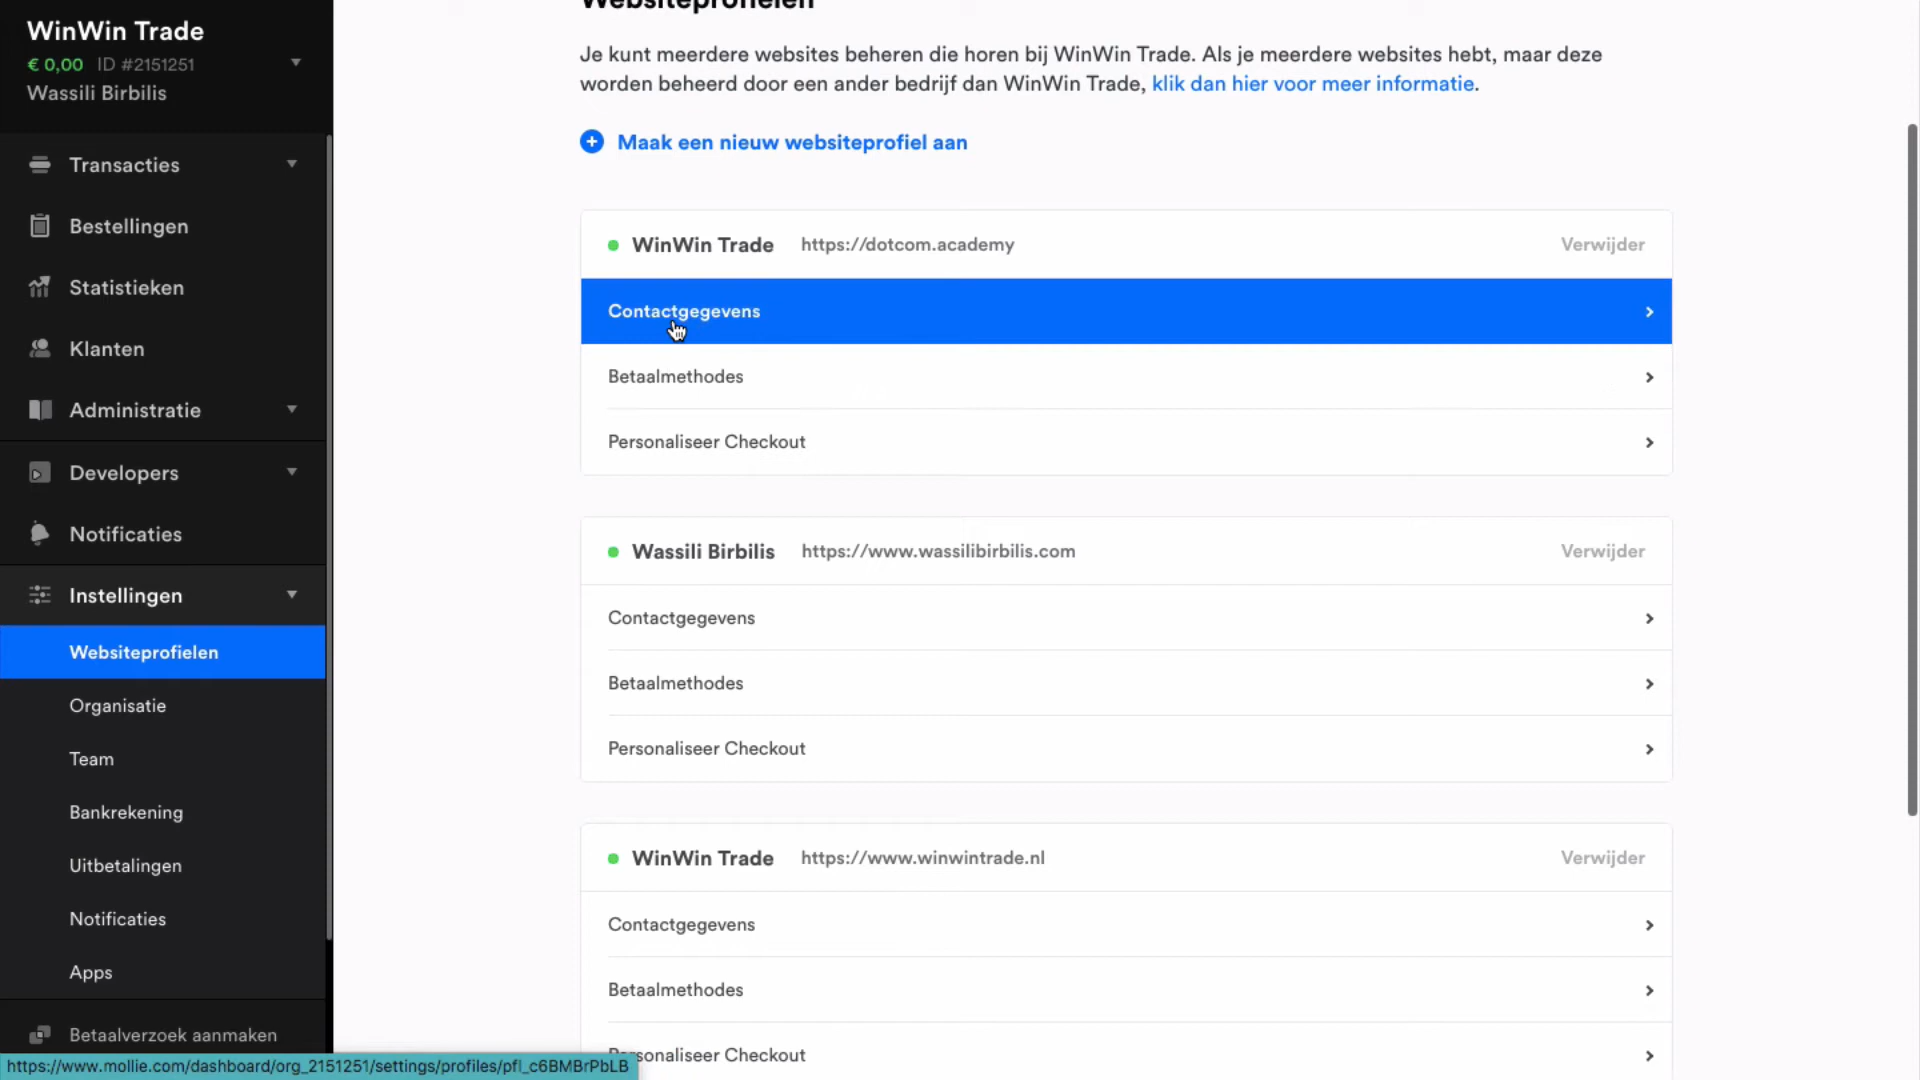 WinWin Trade
€ 0,00 ID #2151251
Wassili Birbilis
Transacties
Bestellingen
Statistieken
Klanten
Administratie
Developers
Notificaties
Instellingen
Websiteprofielen
Organisatie
Team
Bankrekening
Uitbetalingen
Notificaties
Apps
Betaalverzoek aanmaken
https://www.mollie.com/dashboard/org_2151251/settings/profiles/pfl_c6BMBrPbLB
Websiteprofielen
Je kunt meerdere websites beheren die horen bij WinWin Trade. Als je meerdere websites hebt, maar deze
worden beheerd door een ander bedrijf dan WinWin Trade, klik dan hier voor meer informatie.
Maak een nieuw websiteprofiel aan
WinWin Trade https://dotcom.academy Verwijder
Contactgegevens
Betaalmethodes
Personaliseer Checkout
Wassili Birbilis https://www.wassilibirbilis.com Verwijder
Contactgegevens
Betaalmethodes
Personaliseer Checkout
WinWin Trade https://www.winwintrade.nl Verwijder
Contactgegevens
Betaalmethodes
Personaliseer Checkout